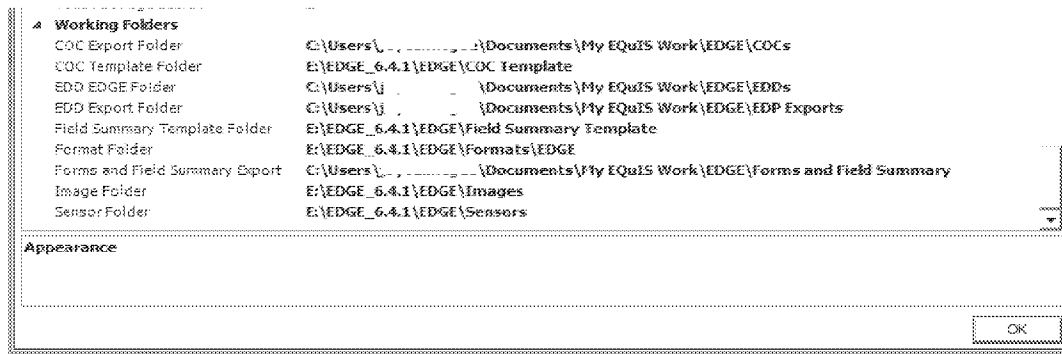 Working Folders
COC Export Folder C:\Users\ \Documents\My EQuIS Work\EDGE\COCs
COC Template Folder E:\EDGE_6.4.1\EDGE\COC Template
EDD EDGE Folder C:\Users\j \Documents\My EQuIS Work\EDGE\EDDs
EDD Export Folder C:\Users\j \Documents\My EQuIS Work\EDGE\EDP Exports
Field Summary Template Folder E:\EDGE_6.4.1\EDGE\Field Summary Template
Format Folder E:\EDGE_6.4.1\EDGE\Formats\EDGE
Forms and Field Summary Export C:\Users\ \Documents\My EQuIS Work\EDGE\Forms and Field Summary
Image Folder E:\EDGE_6.4.1\EDGE\Images
Sensor Folder E:\EDGE_6.4.1\EDGE\Sensors
Appearance
OK